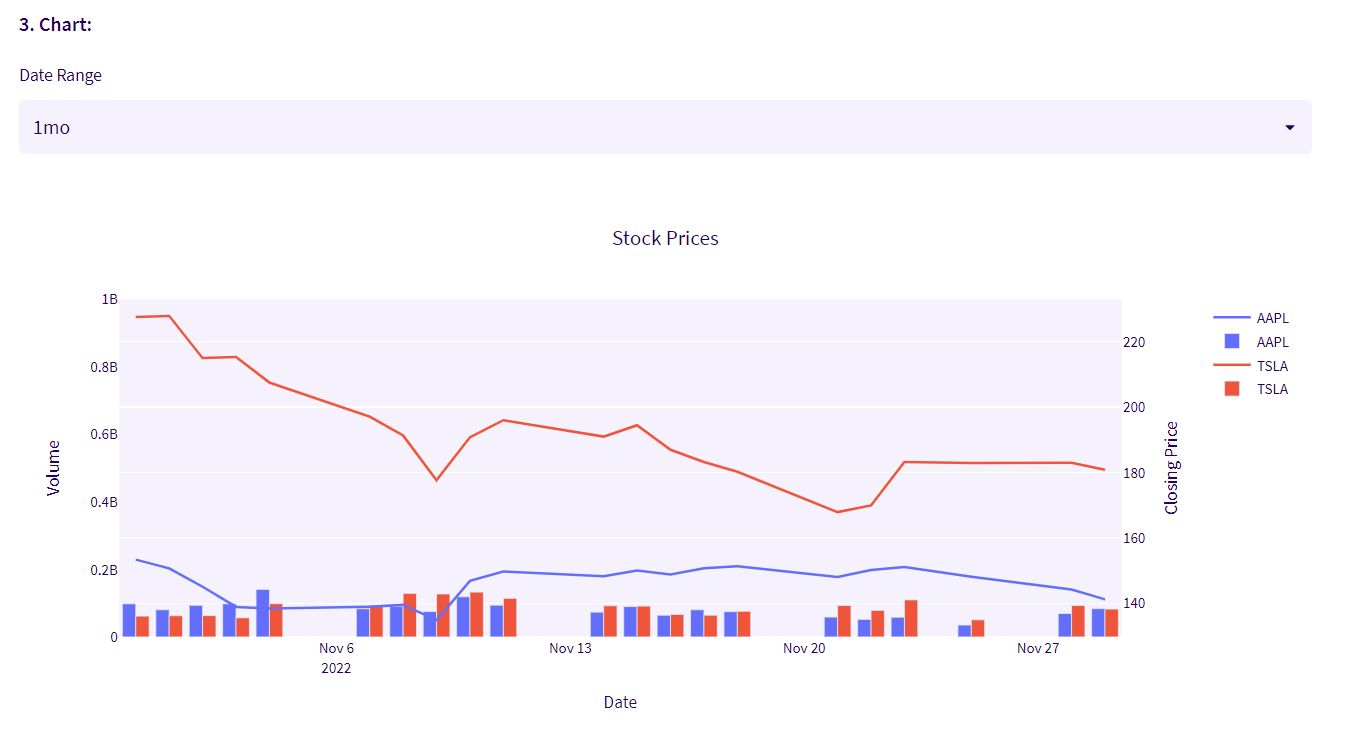 3. Chart:
Date Range
1mo
Stock Prices
1B
0.8B
0.6B
0.4B
0.2B
0
Volume
220
200
180
160
140
Closing Price
AAPL
AAPL
TSLA
TSLA
Nov 6
2022
Nov 13
Nov 20
Nov 27
Date